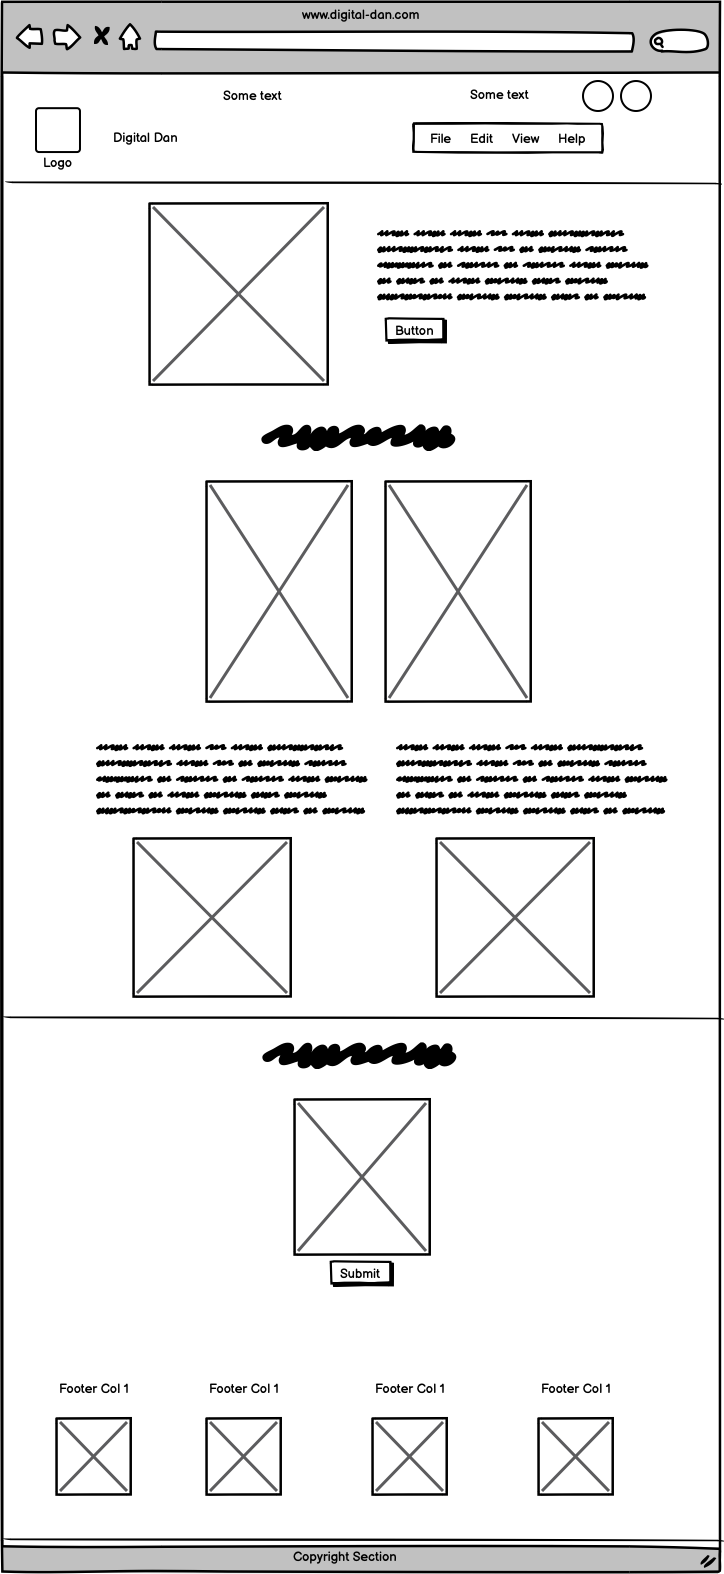 www.digital-dan.com
Some text
Some text
Logo
Digital Dan
File Edit View Help
Button
Submit
Footer Col 1
Footer Col 1
Footer Col 1
Footer Col 1
Copyright Section